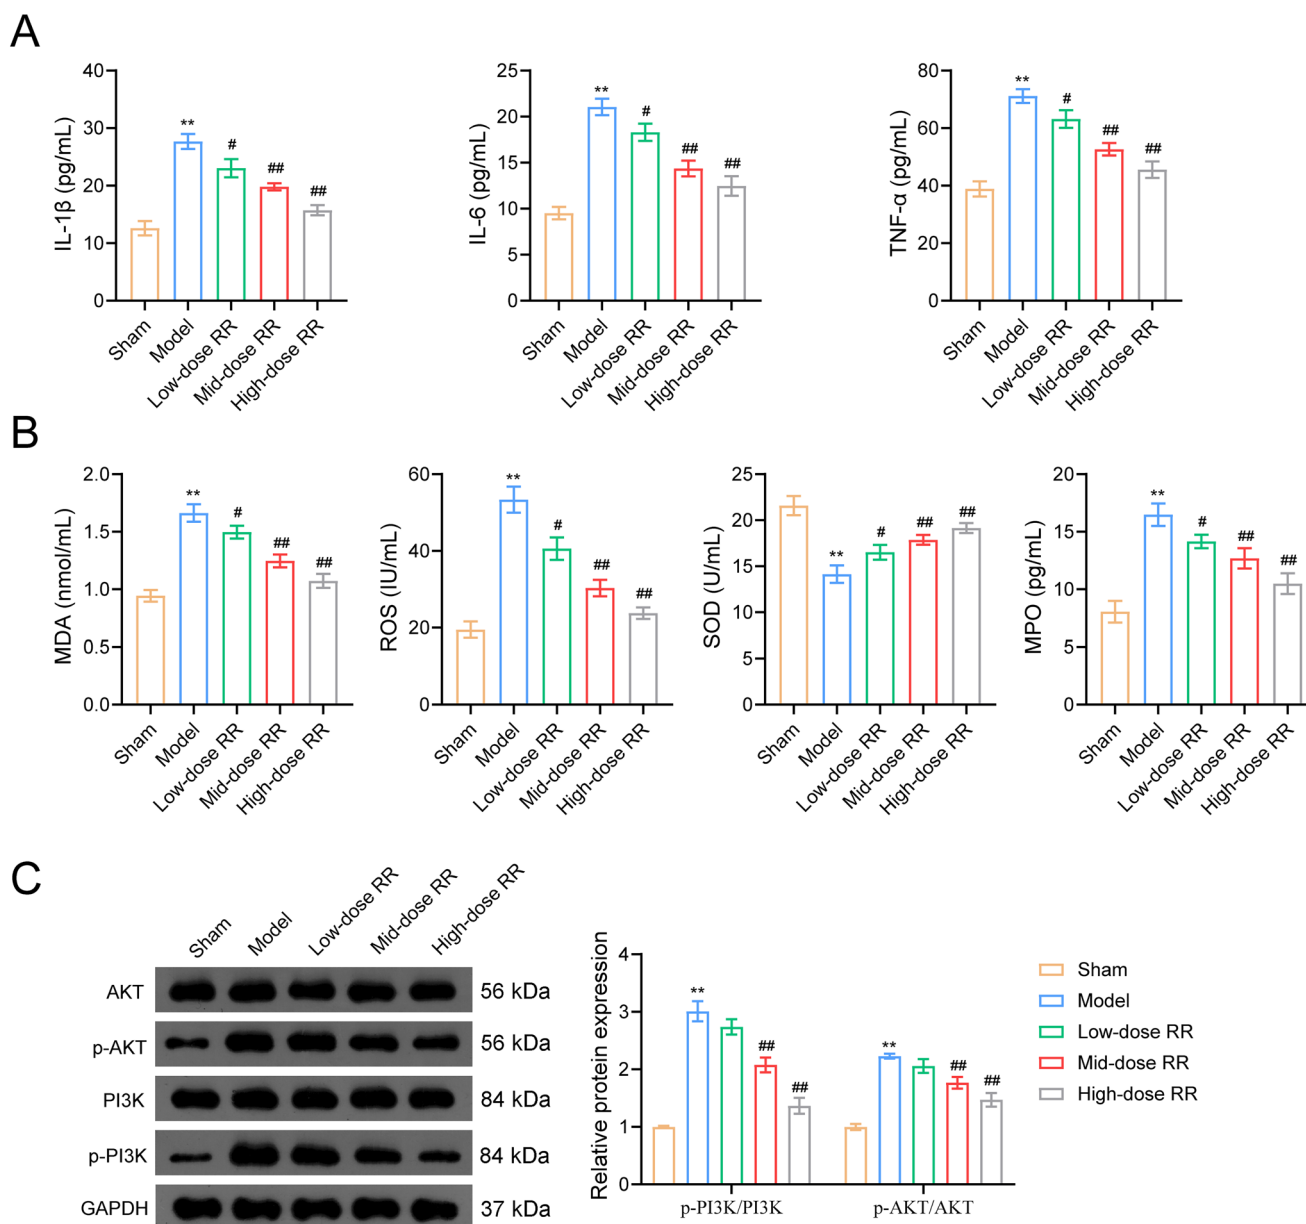 A
IL-1β (pg/mL)
40
30
20
10
0
**
#
##
##
Sham
Model
Low-dose RR
Mid-dose RR
High-dose RR
IL-6 (pg/mL)
25
20
15
10
5
0
**
#
##
##
Sham
Model
Low-dose RR
Mid-dose RR
High-dose RR
TNF-α (pg/mL)
80
60
40
20
0
**
#
##
##
Sham
Model
Low-dose RR
Mid-dose RR
High-dose RR
B
MDA (nmol/mL)
2.0
1.5
1.0
0.5
0.0
**
#
##
##
Sham
Model
Low-dose RR
Mid-dose RR
High-dose RR
ROS (IU/mL)
60
40
20
0
**
#
##
##
Sham
Model
Low-dose RR
Mid-dose RR
High-dose RR
SOD (U/mL)
25
20
15
10
5
0
**
#
##
##
Sham
Model
Low-dose RR
Mid-dose RR
High-dose RR
MPO (pg/mL)
20
15
10
5
0
**
#
##
##
Sham
Model
Low-dose RR
Mid-dose RR
High-dose RR
C
Sham
Model
Low-dose RR
Mid-dose RR
High-dose RR
AKT 56 kDa
p-AKT 56 kDa
PI3K 84 kDa
p-PI3K 84 kDa
GAPDH 37 kDa
Relative protein expression
4
3
2
1
0
**
##
##
**
##
##
p-PI3K/PI3K
p-AKT/AKT
Sham
Model
Low-dose RR
Mid-dose RR
High-dose RR